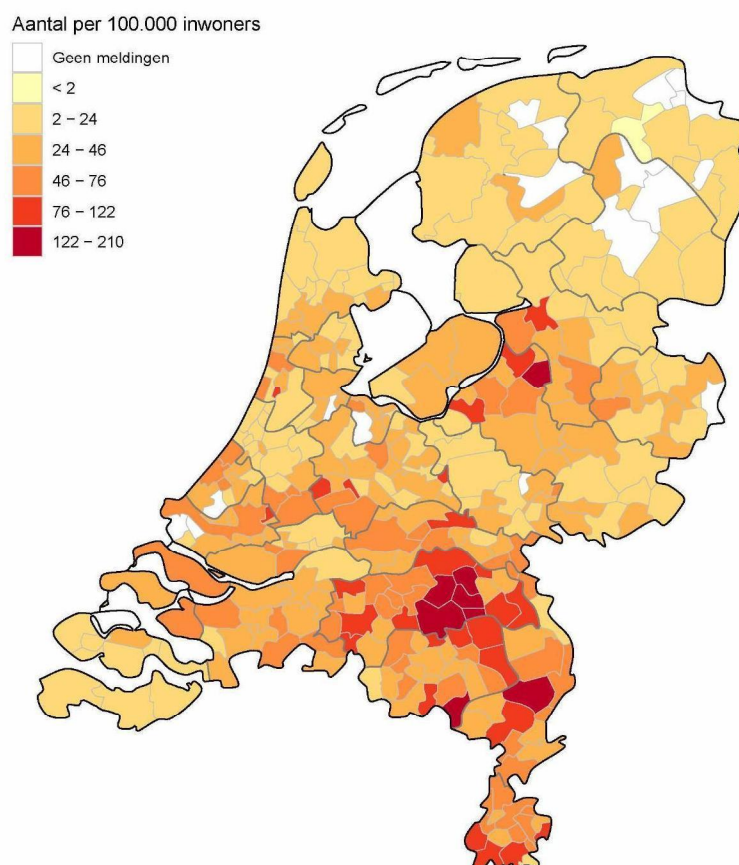 Aantal per 100.000 inwoners
Geen meldingen
< 2
2 – 24
24 – 46
46 – 76
76 – 122
122 – 210